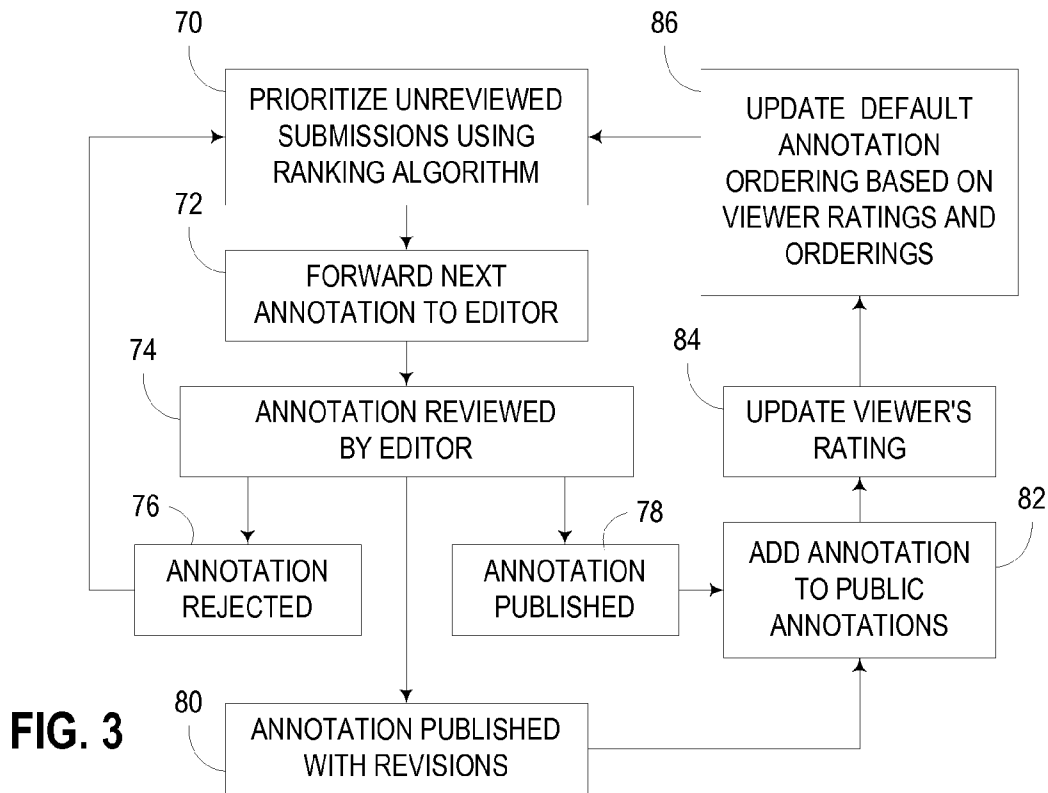 70
PRIORITIZE UNREVIEWED
SUBMISSIONS USING
RANKING ALGORITHM
72
FORWARD NEXT
ANNOTATION TO EDITOR
74
ANNOTATION REVIEWED
BY EDITOR
76
ANNOTATION
REJECTED
78
ANNOTATION
PUBLISHED
80
ANNOTATION PUBLISHED
WITH REVISIONS
82
ADD ANNOTATION
TO PUBLIC
ANNOTATIONS
84
UPDATE VIEWER'S
RATING
86
UPDATE DEFAULT
ANNOTATION
ORDERING BASED ON
VIEWER RATINGS AND
ORDERINGS
FIG. 3